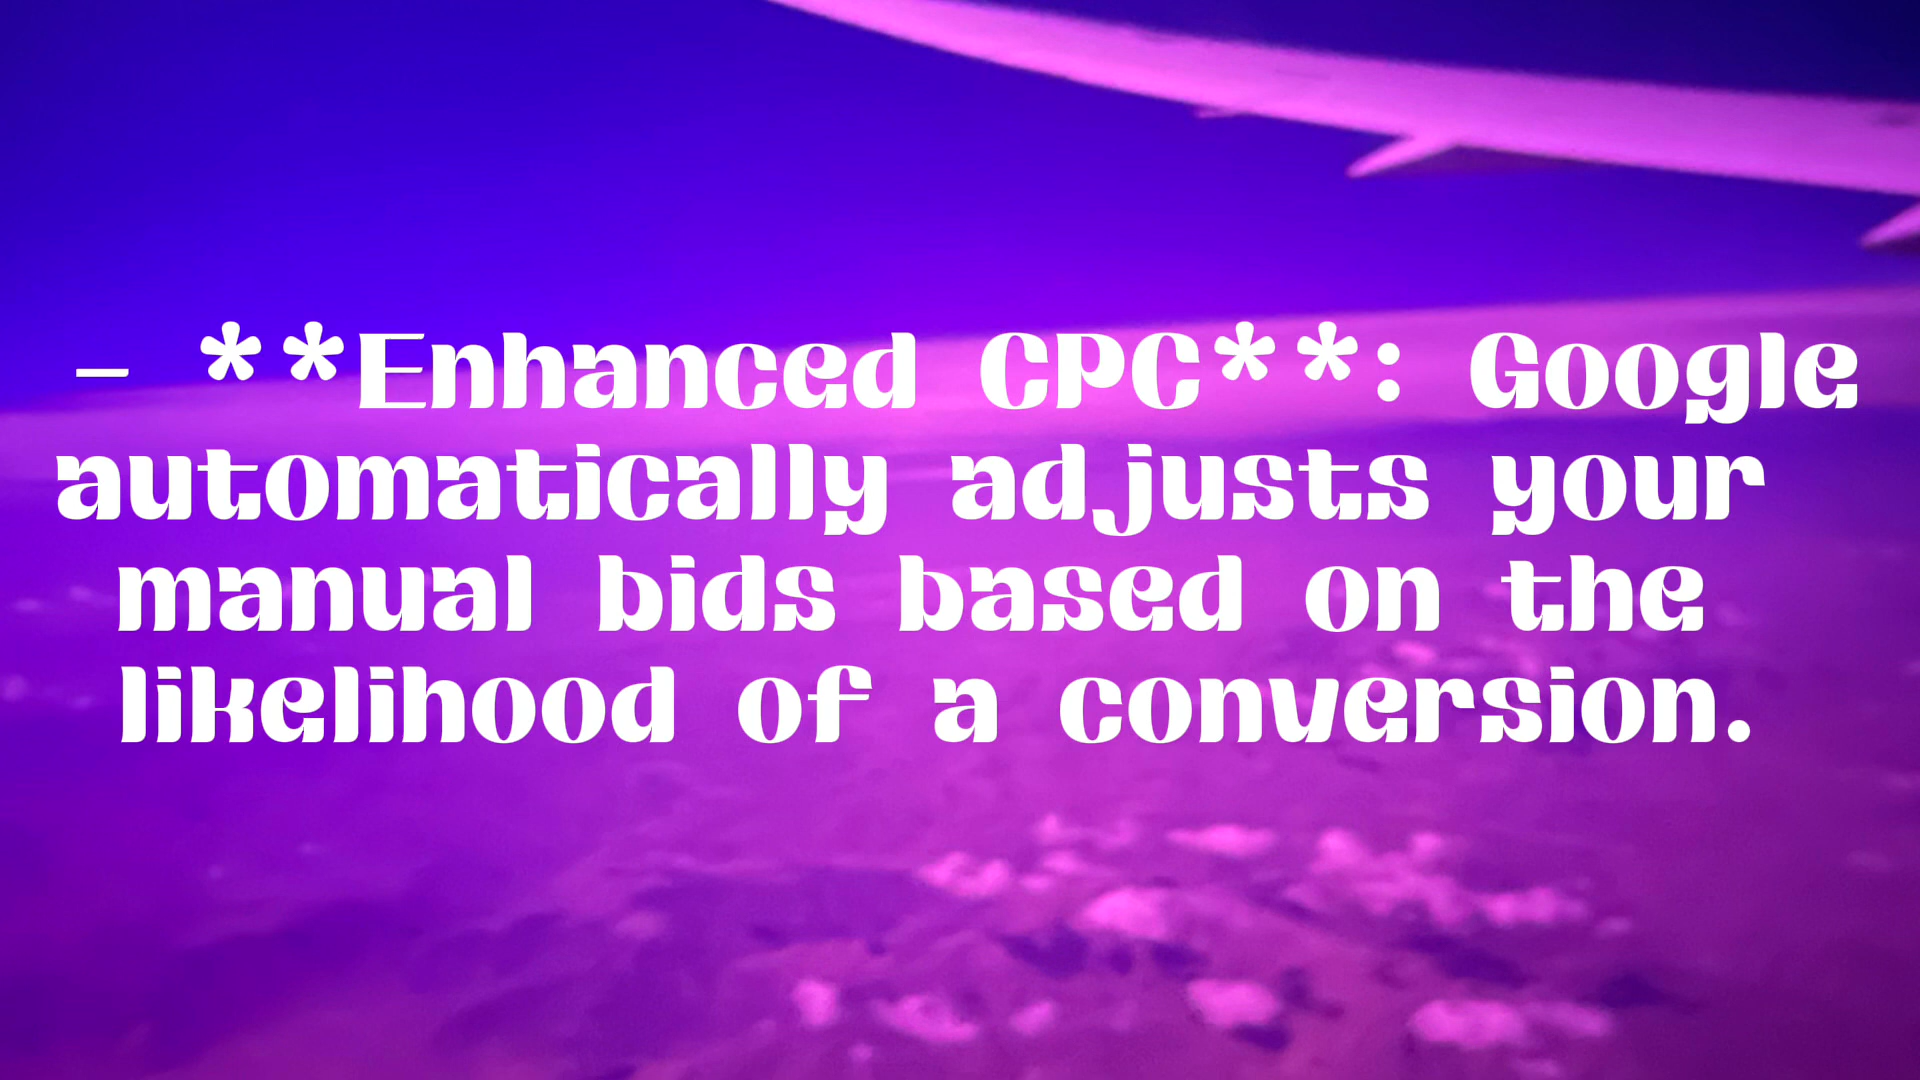 - **Enhanced CPC**: Google
automatically adjusts your
manual bids based on the
likelihood of a conversion.